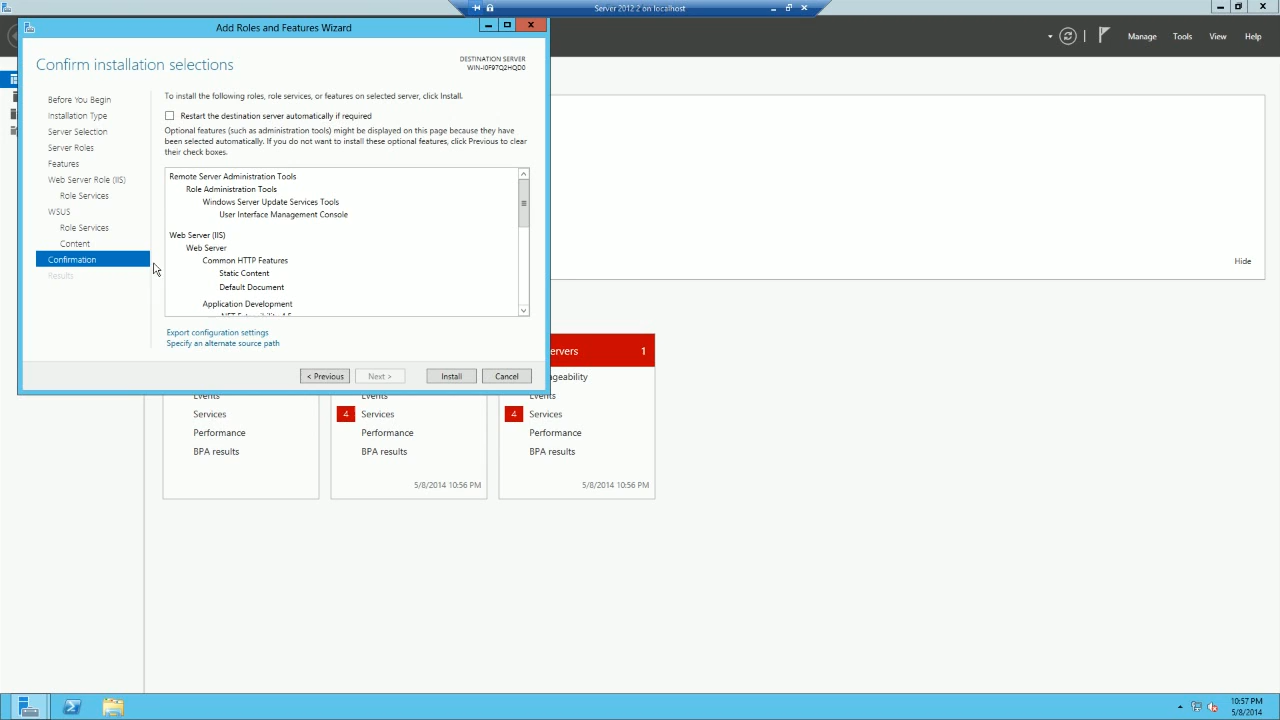 Server 2012 2 on localhost
Add Roles and Features Wizard
Manage
Tools
View
Help
Confirm installation selections
DESTINATION SERVER
WIN-I0F97Q2HQD0
Before You Begin
Installation Type
Server Selection
Server Roles
Features
Web Server Role (IIS)
Role Services
WSUS
Role Services
Content
Confirmation
Results
To install the following roles, role services, or features on selected server, click Install.
Restart the destination server automatically if required
Optional features (such as administration tools) might be displayed on this page because they have
been selected automatically. If you do not want to install these optional features, click Previous to clear
their check boxes.
Remote Server Administration Tools
Role Administration Tools
Windows Server Update Services Tools
User Interface Management Console
Web Server (IIS)
Web Server
Common HTTP Features
Static Content
Default Document
Application Development
.NET Extensibility 4.5
Export configuration settings
Specify an alternate source path
< Previous
Next >
Install
Cancel
Hide
ervers 1
ageability
Events
Services
Performance
BPA results
Events
4 Services
Performance
BPA results
5/8/2014 10:56 PM
Events
4 Services
Performance
BPA results
5/8/2014 10:56 PM
10:57 PM
5/8/2014